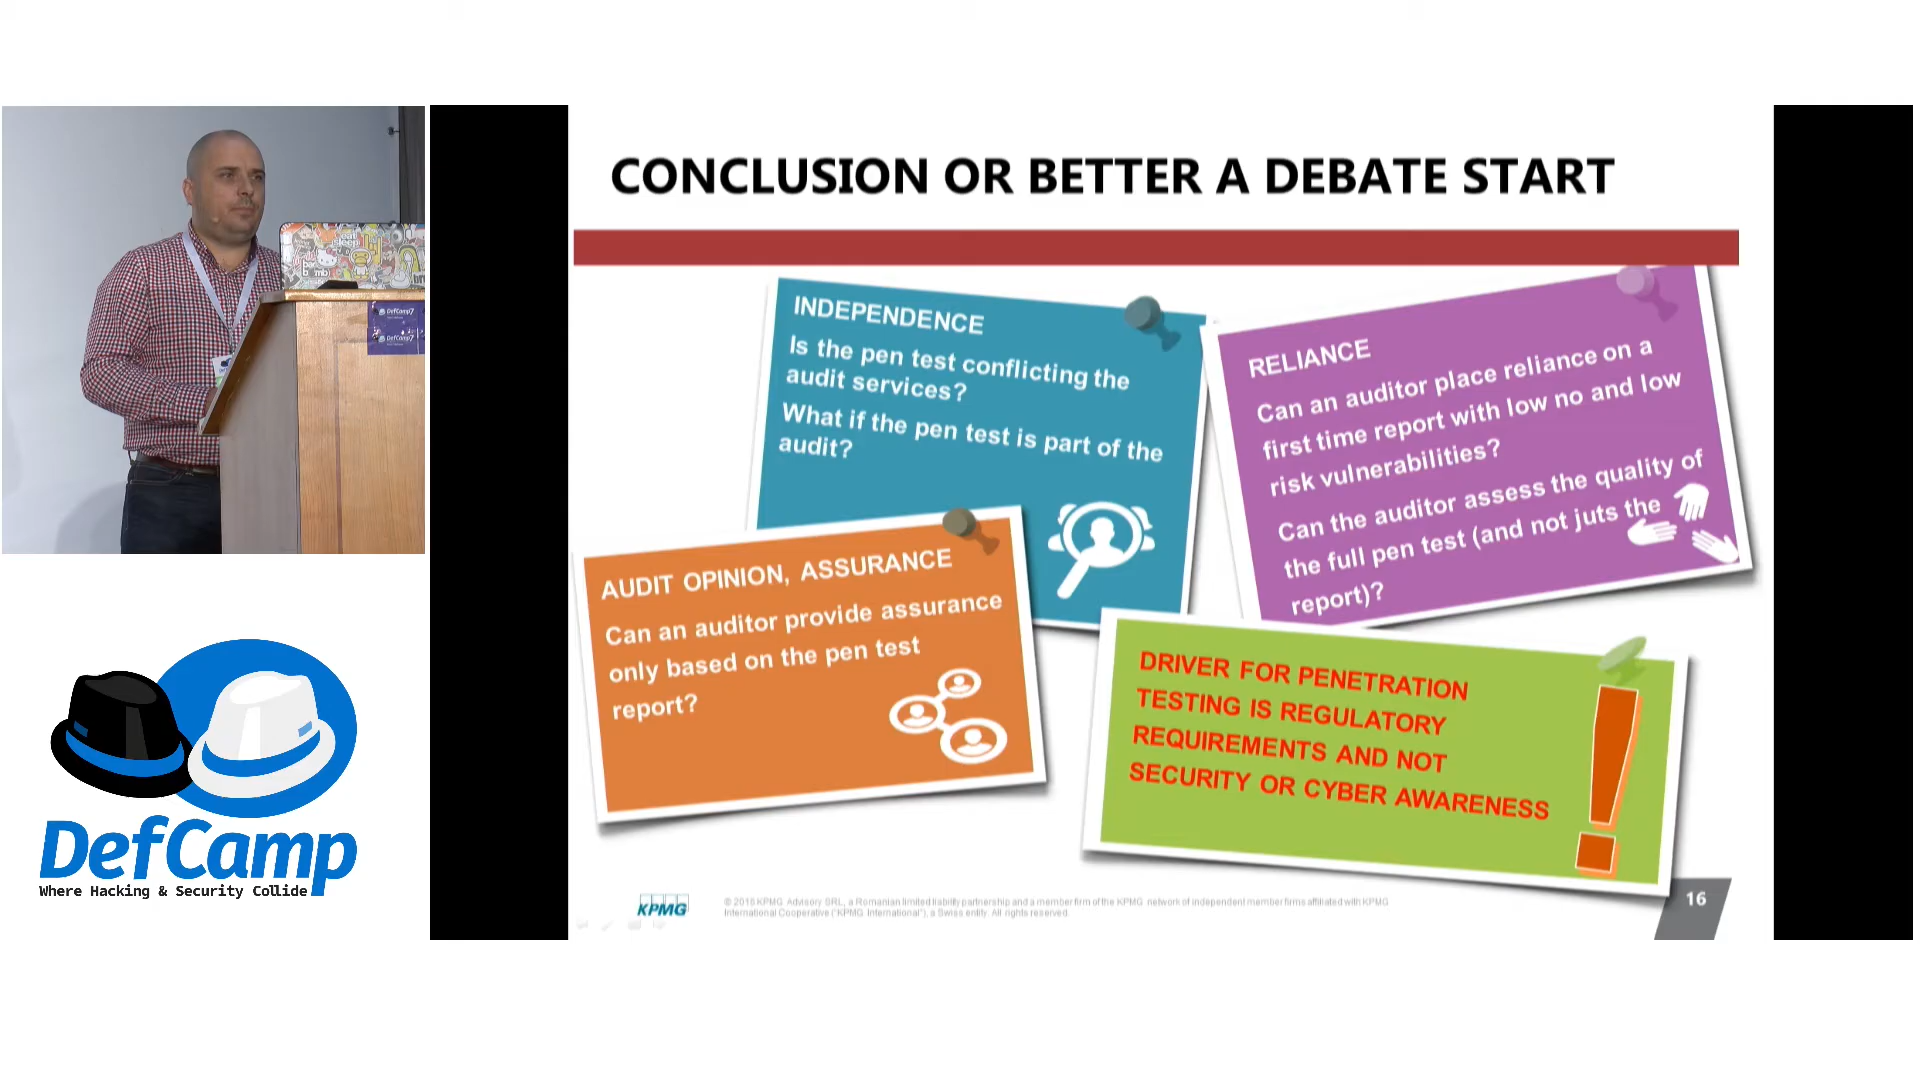 CONCLUSION OR BETTER A DEBATE START
INDEPENDENCE
Is the pen test conflicting the
audit services?
What if the pen test is part of the
audit?
RELIANCE
Can an auditor place reliance on a
first time report with low no and low
risk vulnerabilities?
Can the auditor assess the quality of
the full pen test (and not juts the
report)?
AUDIT OPINION, ASSURANCE
Can an auditor provide assurance
only based on the pen test
report?
DRIVER FOR PENETRATION
TESTING IS REGULATORY
REQUIREMENTS AND NOT
SECURITY OR CYBER AWARENESS
!
KPMG
© 2016 KPMG Advisory SRL, a Romanian limited liability partnership and a member firm of the KPMG network of independent member firms affiliated with KPMG
International Cooperative ("KPMG International"), a Swiss entity. All rights reserved.
16
eat
sleep
DefCamp7
DefCamp7
DefCamp
Where Hacking & Security Collide